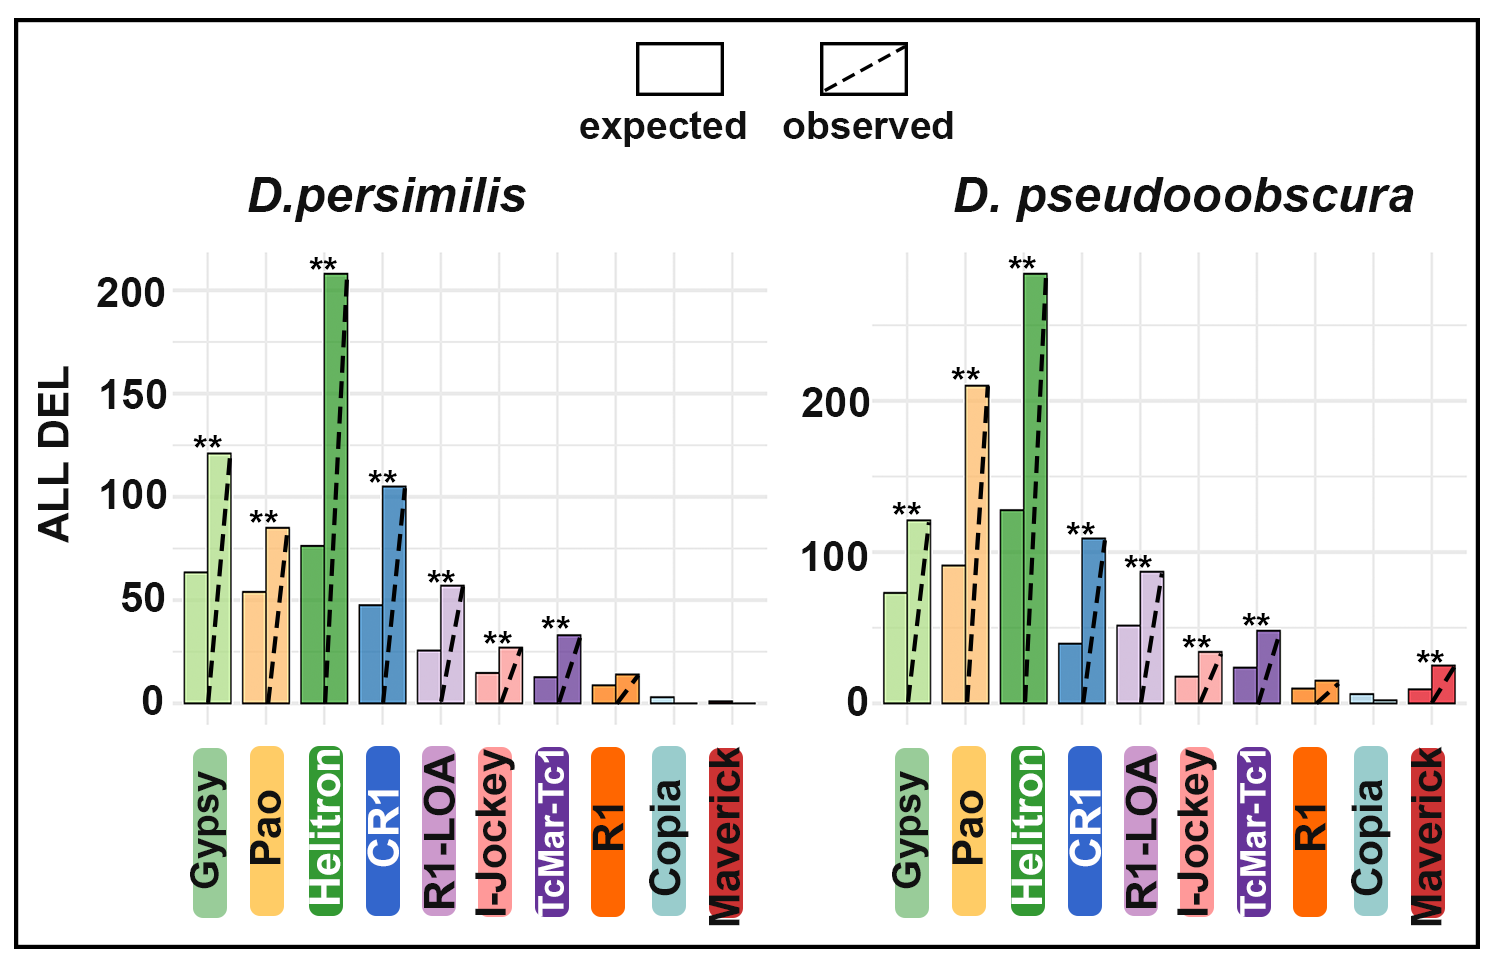 expected observed
D.persimilis
D. pseudooobscura
ALL DEL
200
150
100
50
0
** ** ** ** ** ** **
Gypsy Pao Helitron CR1 R1-LOA I-Jockey TcMar-Tc1 R1 Copia Maverick
200
100
0
** ** ** ** ** ** ** **
Gypsy Pao Helitron CR1 R1-LOA I-Jockey TcMar-Tc1 R1 Copia Maverick